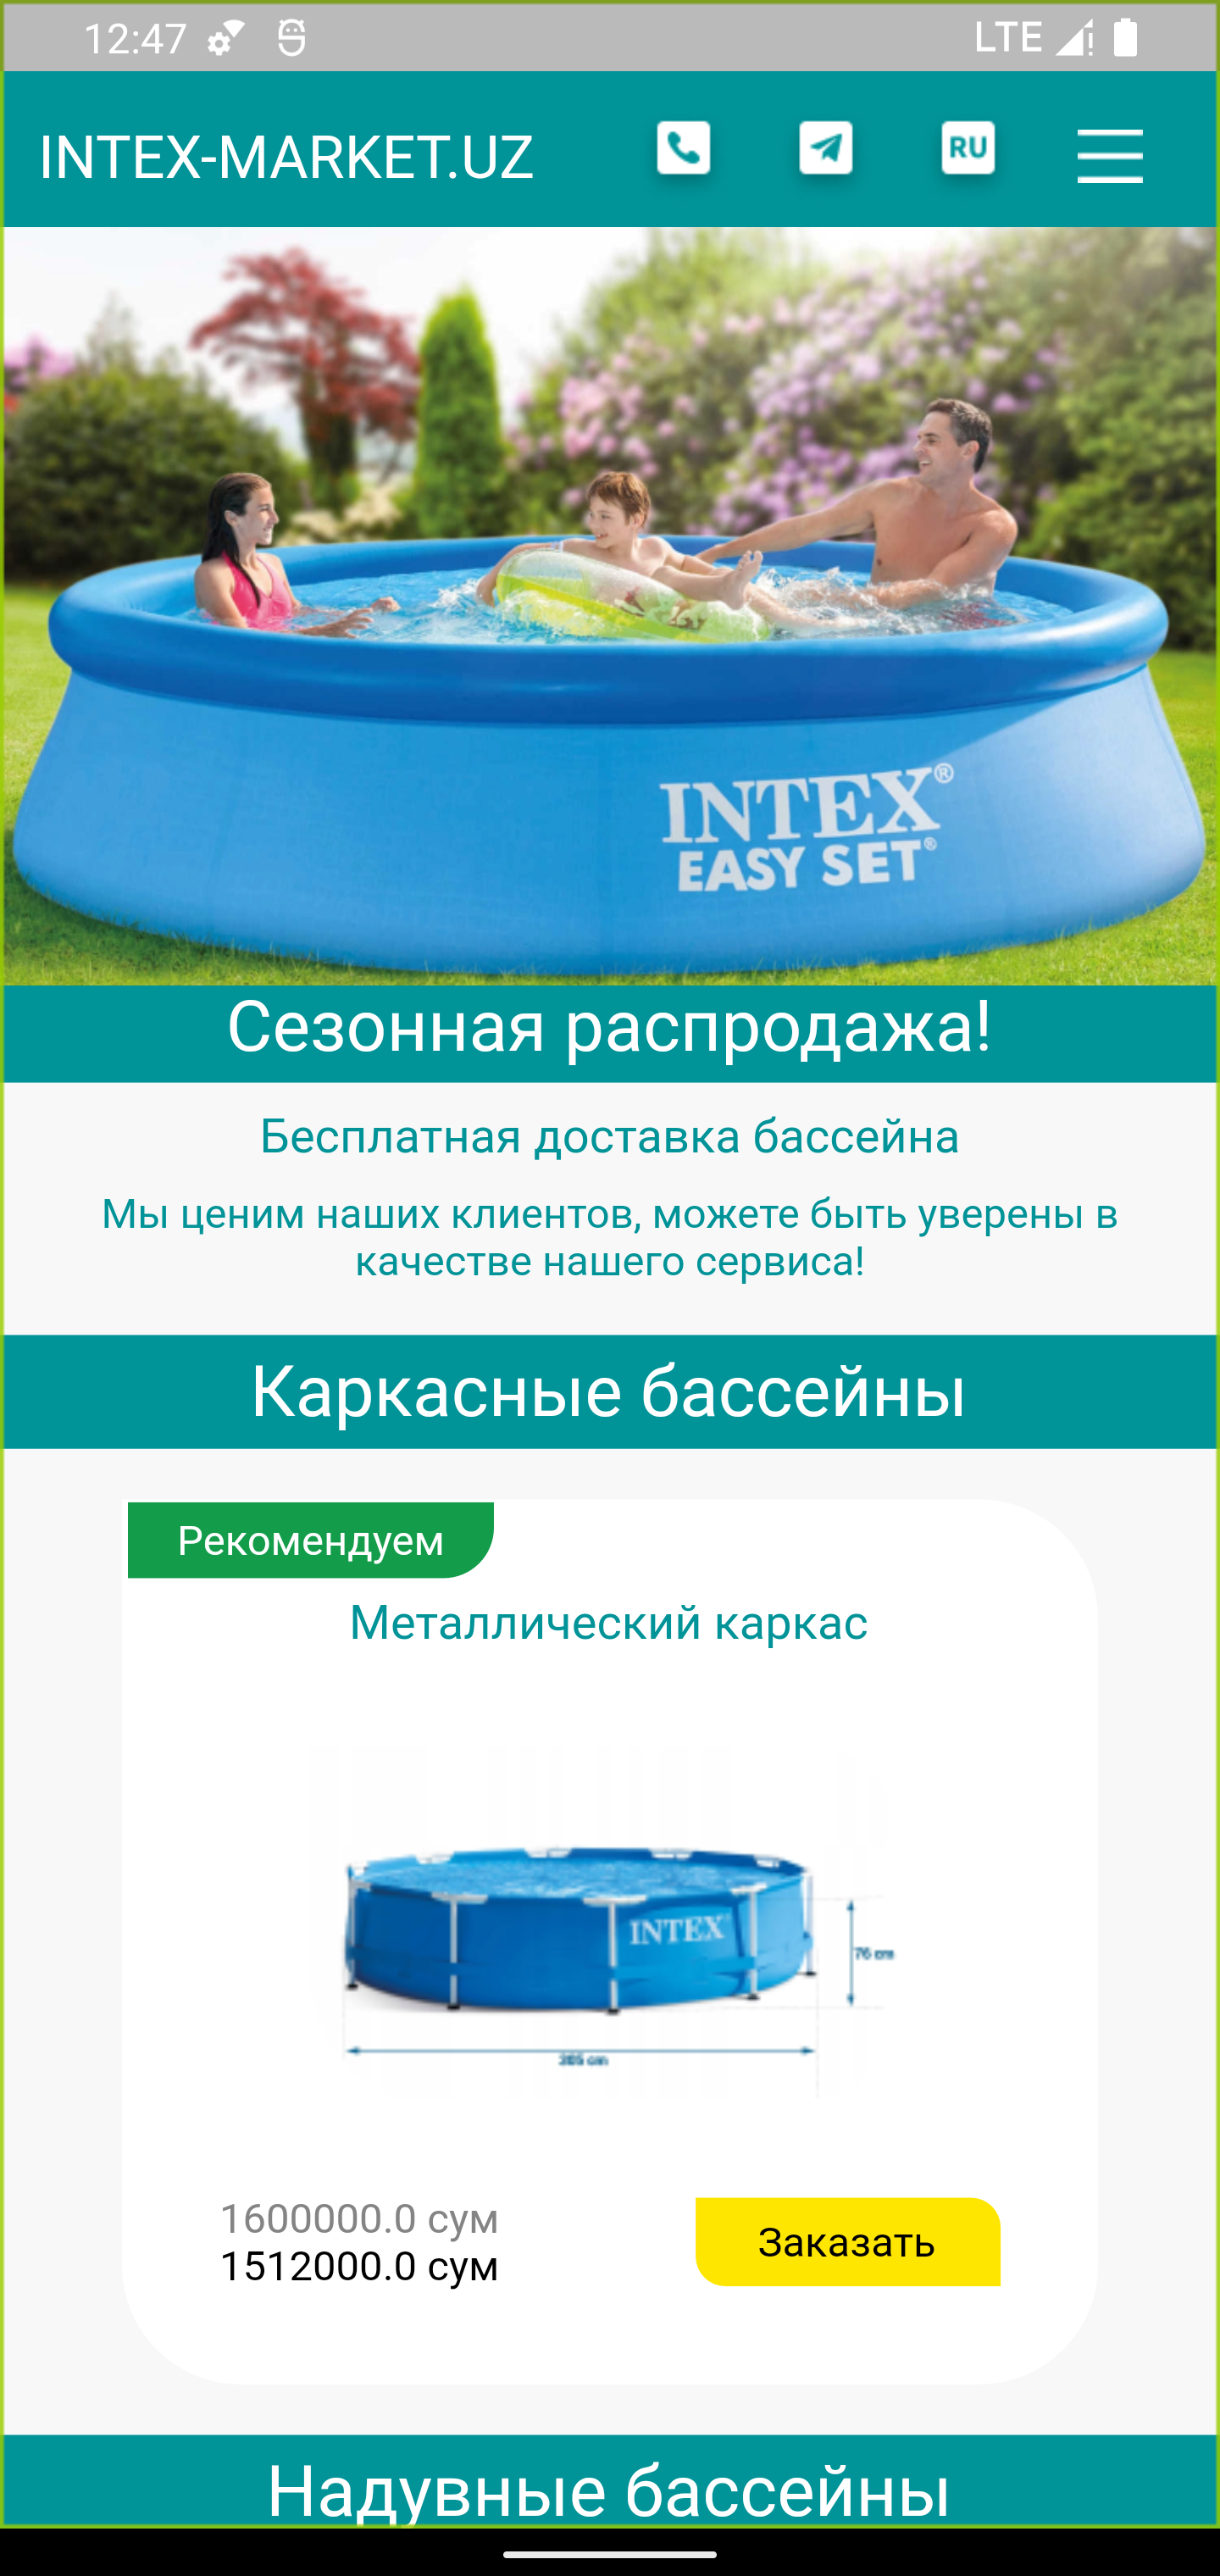 12:47
LTE
INTEX-MARKET.UZ
RU
INTEX®
EASY SET®
Сезонная распродажа!
Бесплатная доставка бассейна
Мы ценим наших клиентов, можете быть уверены в
качестве нашего сервиса!
Каркасные бассейны
Рекомендуем
Металлический каркас
INTEX
76 cm
305 cm
1600000.0 сум
1512000.0 сум
Заказать
Надувные бассейны